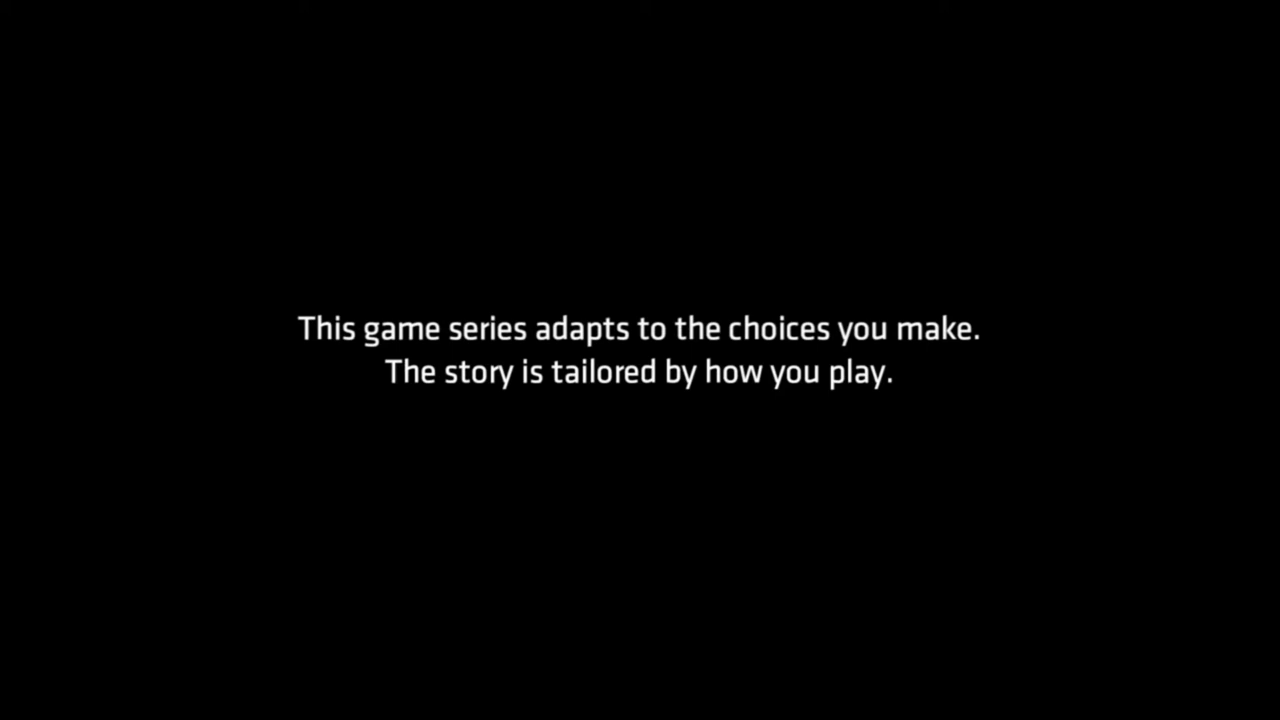 This game series adapts to the choices you make.
The story is tailored by how you play.